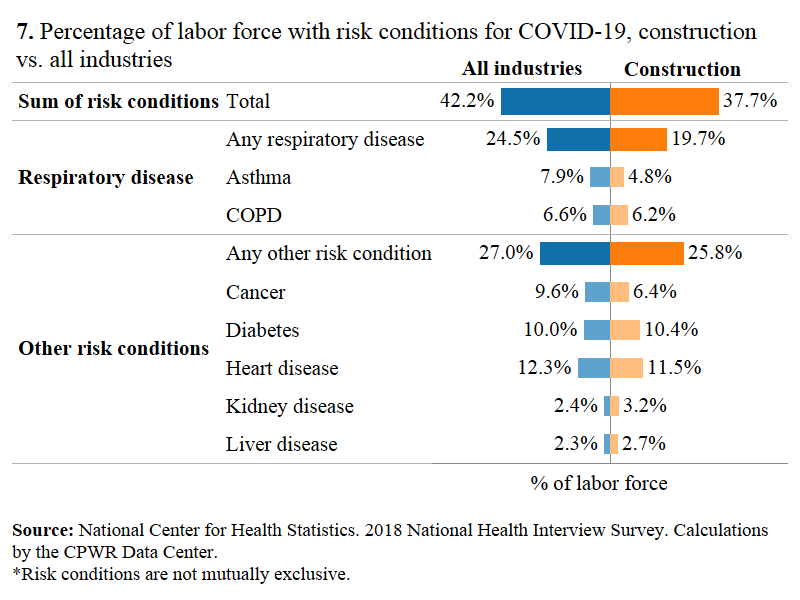 7. Percentage of labor force with risk conditions for COVID-19, construction
vs. all industries
All industries Construction
Sum of risk conditions Total 42.2% 37.7%
Any respiratory disease 24.5% 19.7%
Respiratory disease Asthma 7.9% 4.8%
COPD 6.6% 6.2%
Any other risk condition 27.0% 25.8%
Cancer 9.6% 6.4%
Diabetes 10.0% 10.4%
Other risk conditions
Heart disease 12.3% 11.5%
Kidney disease 2.4% 3.2%
Liver disease 2.3% 2.7%
% of labor force
Source: National Center for Health Statistics. 2018 National Health Interview Survey. Calculations
by the CPWR Data Center.
*Risk conditions are not mutually exclusive.